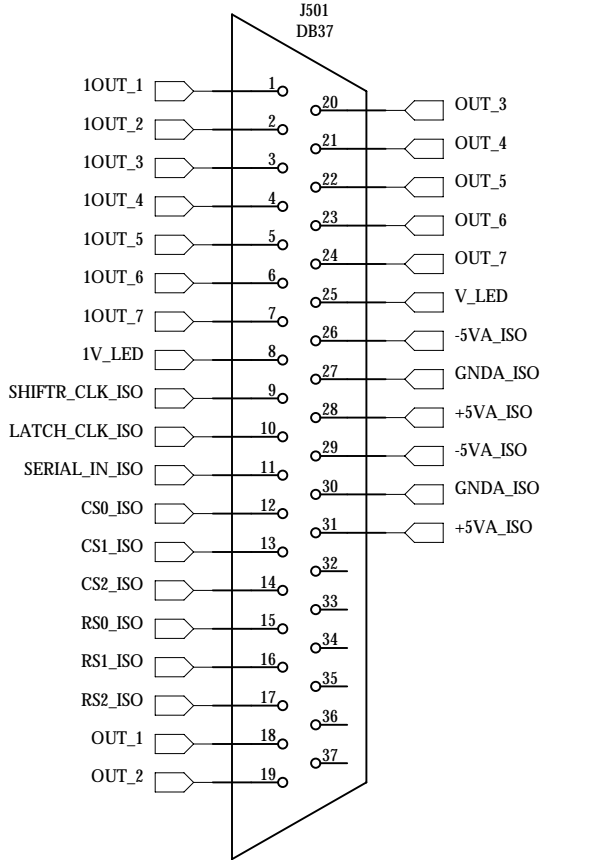 J501
DB37
1OUT_1 1
1OUT_2 2
1OUT_3 3
1OUT_4 4
1OUT_5 5
1OUT_6 6
1OUT_7 7
1V_LED 8
SHIFTR_CLK_ISO 9
LATCH_CLK_ISO 10
SERIAL_IN_ISO 11
CS0_ISO 12
CS1_ISO 13
CS2_ISO 14
RS0_ISO 15
RS1_ISO 16
RS2_ISO 17
OUT_1 18
OUT_2 19
20 OUT_3
21 OUT_4
22 OUT_5
23 OUT_6
24 OUT_7
25 V_LED
26 -5VA_ISO
27 GNDA_ISO
28 +5VA_ISO
29 -5VA_ISO
30 GNDA_ISO
31 +5VA_ISO
32
33
34
35
36
37